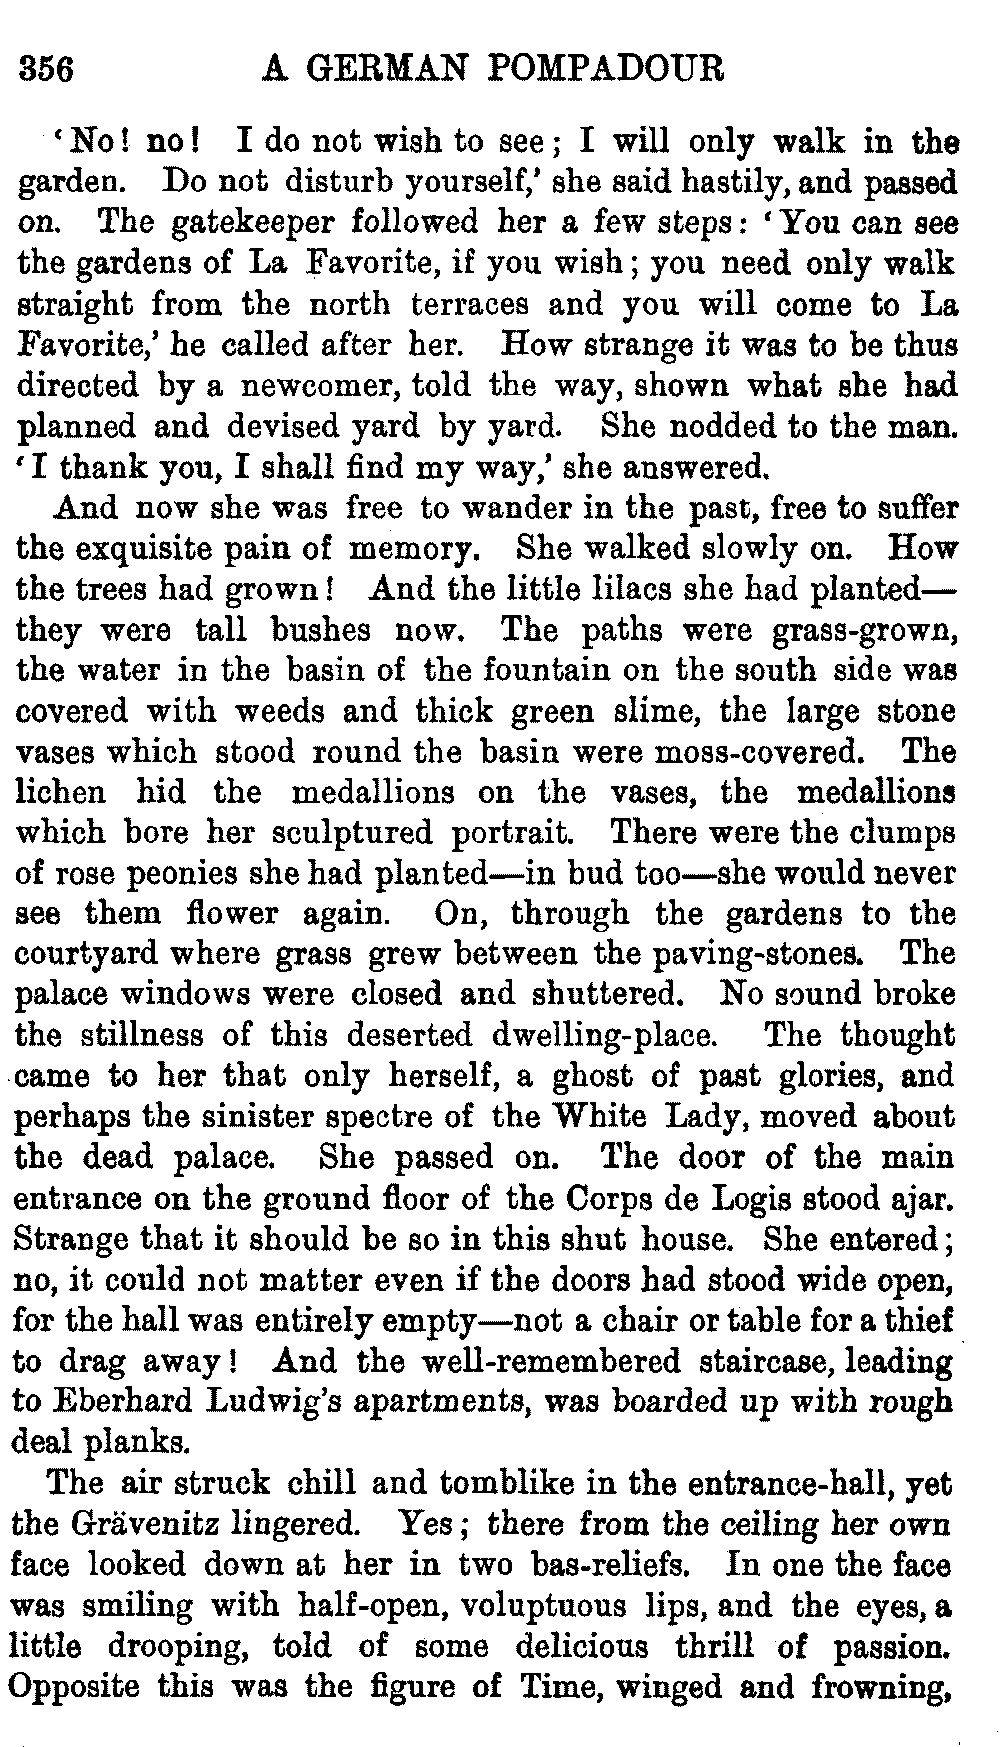 356 A GERMAN POMPADOUR
‘No! no! I do not wish to see; I will only walk in the
garden. Do not disturb yourself,’ she said hastily, and passed
on. The gatekeeper followed her a few steps: ‘You can see
the gardens of La Favorite, if you wish; you need only walk
straight from the north terraces and you will come to La
Favorite,’ he called after her. How strange it was to be thus
directed by a newcomer, told the way, shown what she had
planned and devised yard by yard. She nodded to the man.
‘I thank you, I shall find my way,’ she answered.
And now she was free to wander in the past, free to suffer
the exquisite pain of memory. She walked slowly on. How
the trees had grown! And the little lilacs she had planted—
they were tall bushes now. The paths were grass-grown,
the water in the basin of the fountain on the south side was
covered with weeds and thick green slime, the large stone
vases which stood round the basin were moss-covered. The
lichen hid the medallions on the vases, the medallions
which bore her sculptured portrait. There were the clumps
of rose peonies she had planted—in bud too—she would never
see them flower again. On, through the gardens to the
courtyard where grass grew between the paving-stones. The
palace windows were closed and shuttered. No sound broke
the stillness of this deserted dwelling-place. The thought
came to her that only herself, a ghost of past glories, and
perhaps the sinister spectre of the White Lady, moved about
the dead palace. She passed on. The door of the main
entrance on the ground floor of the Corps de Logis stood ajar.
Strange that it should be so in this shut house. She entered;
no, it could not matter even if the doors had stood wide open,
for the hall was entirely empty—not a chair or table for a thief
to drag away! And the well-remembered staircase, leading
to Eberhard Ludwig’s apartments, was boarded up with rough
deal planks.
The air struck chill and tomblike in the entrance-hall, yet
the Grävenitz lingered. Yes; there from the ceiling her own
face looked down at her in two bas-reliefs. In one the face
was smiling with half-open, voluptuous lips, and the eyes, a
little drooping, told of some delicious thrill of passion.
Opposite this was the figure of Time, winged and frowning,